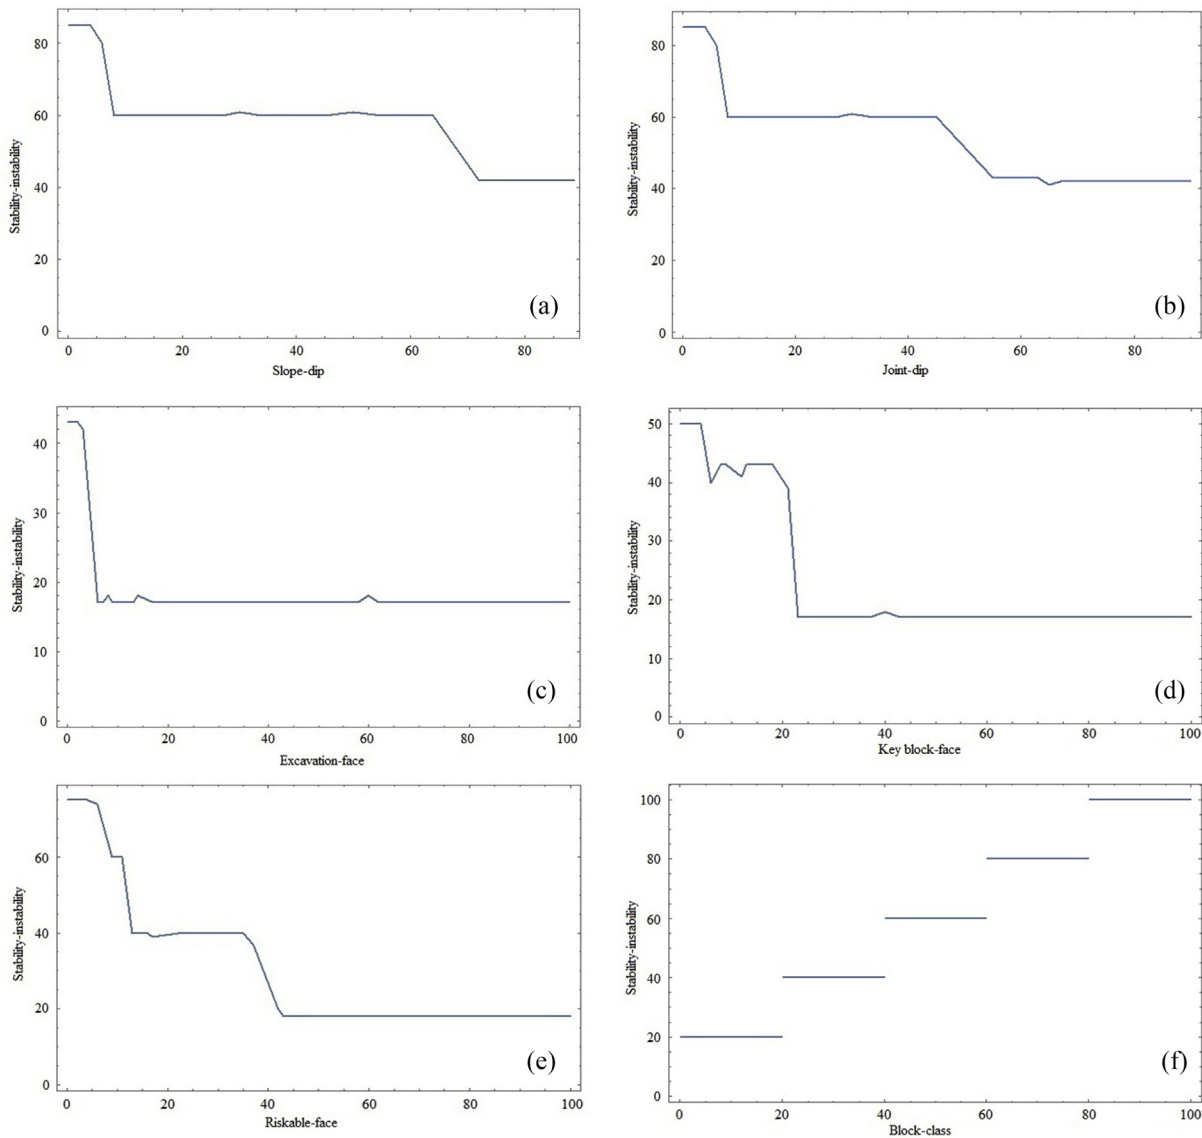 80
60
40
20
0
Stability-instability
(a)
0 20 40 60 80
Slope-dip
80
60
40
20
0
Stability-instability
(b)
0 20 40 60 80
Joint-dip
40
30
20
10
0
Stability-instability
(c)
0 20 40 60 80 100
Excavation-face
50
40
30
20
10
0
Stability-instability
(d)
0 20 40 60 80 100
Key block-face
60
40
20
0
Stability-instability
(e)
0 20 40 60 80 100
Riskable-face
100
80
60
40
20
0
Stability-instability
(f)
0 20 40 60 80 100
Block-class